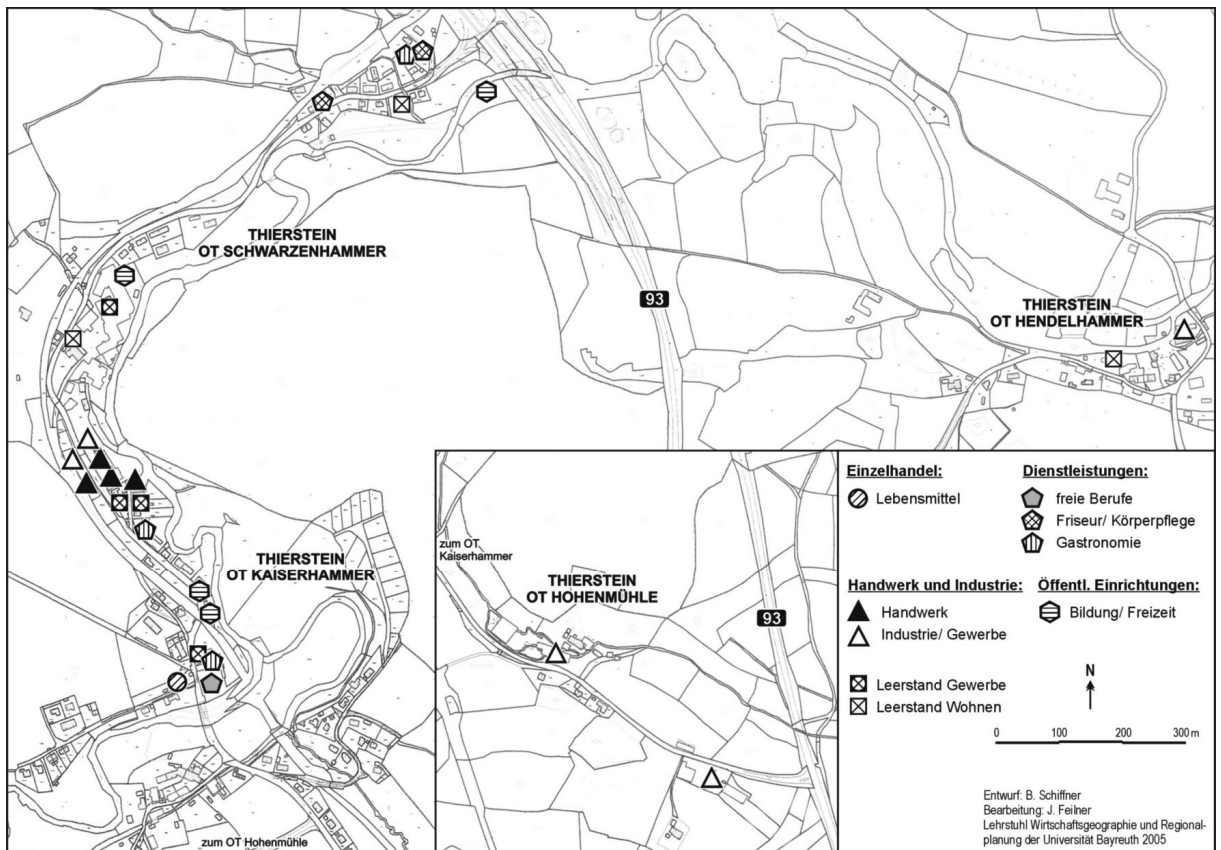 THIERSTEIN
OT SCHWARZENHAMMER
93
THIERSTEIN
OT HENDELHAMMER
THIERSTEIN
OT KAISERHAMMER
zum OT Hohenmühle
zum OT
Kaiserhammer
THIERSTEIN
OT HOHENMÜHLE
93
Einzelhandel:
Lebensmittel
Dienstleistungen:
freie Berufe
Friseur/ Körperpflege
Gastronomie
Handwerk und Industrie:
Handwerk
Industrie/ Gewerbe
Öffentl. Einrichtungen:
Bildung/ Freizeit
Leerstand Gewerbe
Leerstand Wohnen
N
0 100 200 300 m
Entwurf: B. Schiffner
Bearbeitung: J. Feilner
Lehrstuhl Wirtschaftsgeographie und Regional-
planung der Universität Bayreuth 2005